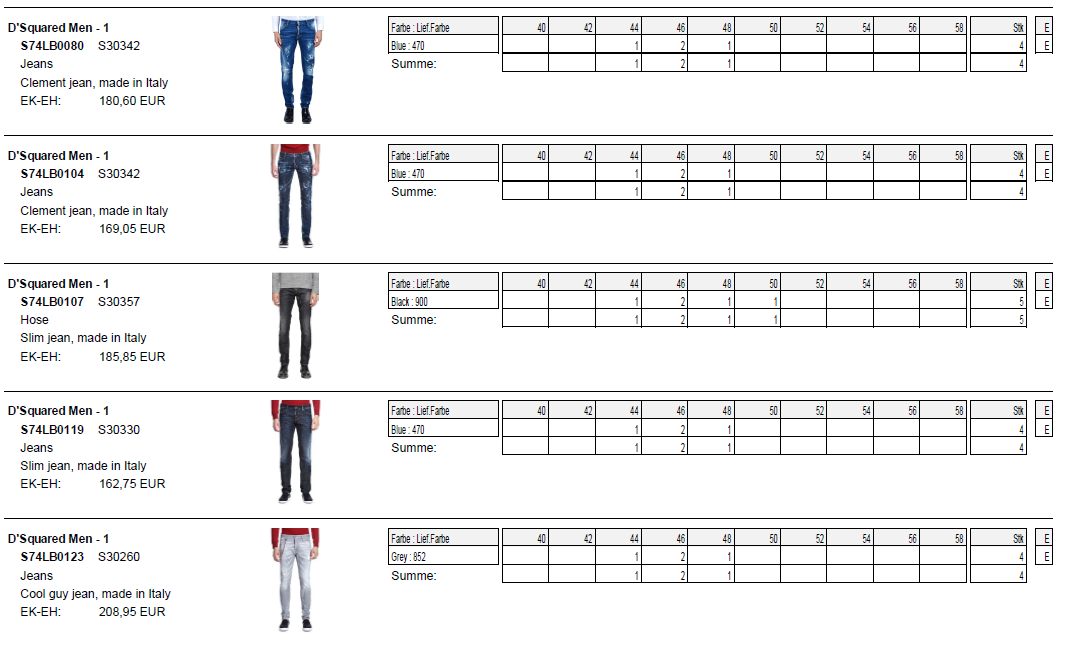 D'Squared Men - 1
S74LB0080 S30342
Jeans
Clement jean, made in Italy
EK-EH: 180,60 EUR
Farbe : Lief.Farbe 40 42 44 46 48 50 52 54 56 58 Stk E
Blue : 470 1 2 1 4 E
Summe: 1 2 1 4
D'Squared Men - 1
S74LB0104 S30342
Jeans
Clement jean, made in Italy
EK-EH: 169,05 EUR
Farbe : Lief.Farbe 40 42 44 46 48 50 52 54 56 58 Stk E
Blue : 470 1 2 1 4 E
Summe: 1 2 1 4
D'Squared Men - 1
S74LB0107 S30357
Hose
Slim jean, made in Italy
EK-EH: 185,85 EUR
Farbe : Lief.Farbe 40 42 44 46 48 50 52 54 56 58 Stk E
Black : 900 1 2 1 1 5 E
Summe: 1 2 1 1 5
D'Squared Men - 1
S74LB0119 S30330
Jeans
Slim jean, made in Italy
EK-EH: 162,75 EUR
Farbe : Lief.Farbe 40 42 44 46 48 50 52 54 56 58 Stk E
Blue : 470 1 2 1 4 E
Summe: 1 2 1 4
D'Squared Men - 1
S74LB0123 S30260
Jeans
Cool guy jean, made in Italy
EK-EH: 208,95 EUR
Farbe : Lief.Farbe 40 42 44 46 48 50 52 54 56 58 Stk E
Grey : 852 1 2 1 4 E
Summe: 1 2 1 4